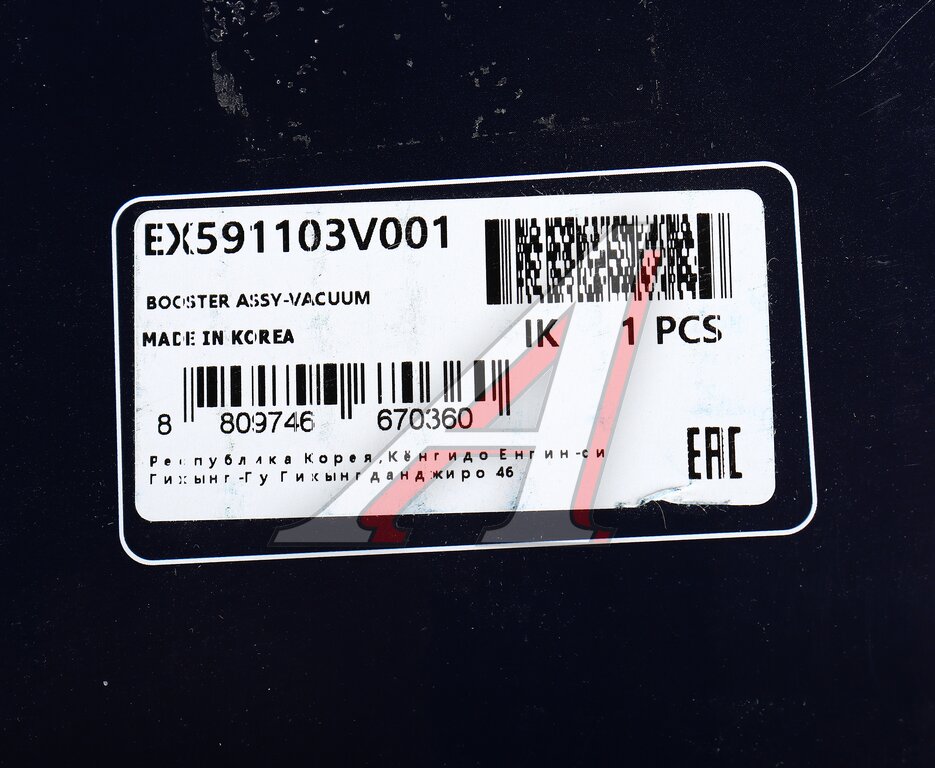 EX591103V001
BOOSTER ASSY-VACUUM
MADE IN KOREA
IK 1 PCS
8 809746 670360
Республика Корея,Кёнгидо Енгин-си
Гихынг-Гу Гихынгданджиро 46
EAC